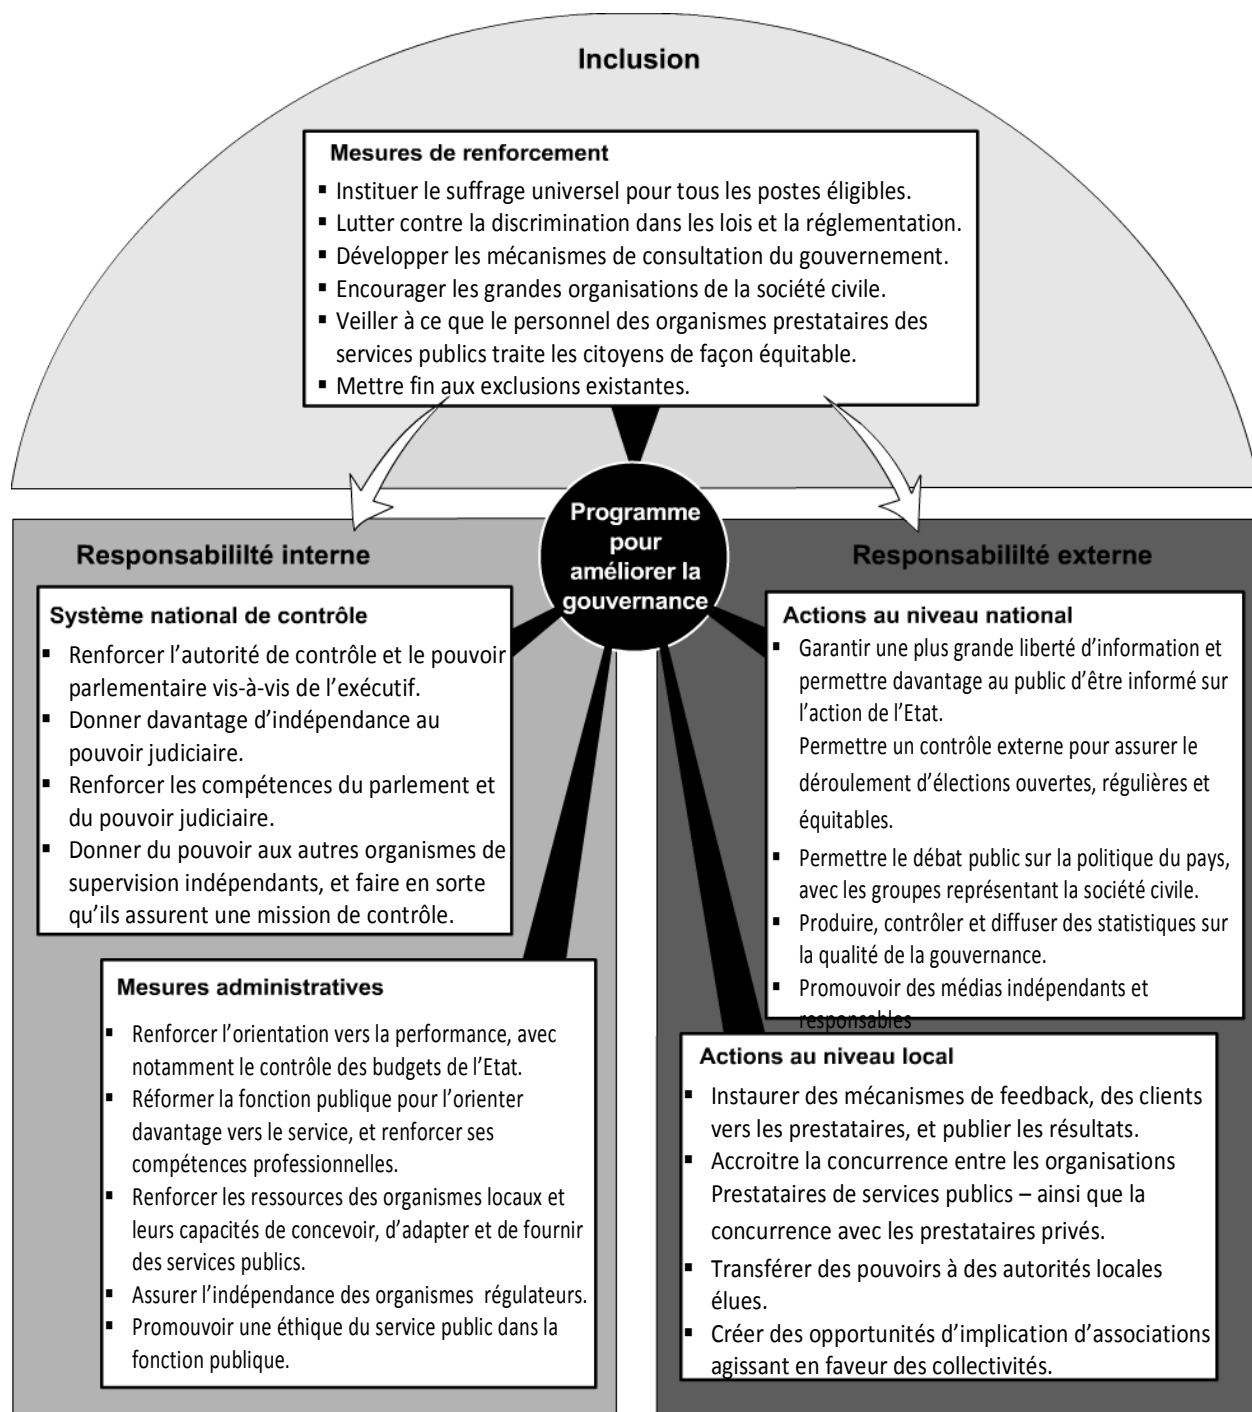 Inclusion
Mesures de renforcement
▪ Instituer le suffrage universel pour tous les postes éligibles.
▪ Lutter contre la discrimination dans les lois et la réglementation.
▪ Développer les mécanismes de consultation du gouvernement.
▪ Encourager les grandes organisations de la société civile.
▪ Veiller à ce que le personnel des organismes prestataires des
services publics traite les citoyens de façon équitable.
▪ Mettre fin aux exclusions existantes.
Programme
pour
améliorer la
gouvernance
Responsabililté interne
Système national de contrôle
▪ Renforcer l’autorité de contrôle et le pouvoir
parlementaire vis-à-vis de l’exécutif.
▪ Donner davantage d’indépendance au
pouvoir judiciaire.
▪ Renforcer les compétences du parlement et
du pouvoir judiciaire.
▪ Donner du pouvoir aux autres organismes de
supervision indépendants, et faire en sorte
qu’ils assurent une mission de contrôle.
Mesures administratives
▪ Renforcer l’orientation vers la performance, avec
notamment le contrôle des budgets de l’Etat.
▪ Réformer la fonction publique pour l’orienter
davantage vers le service, et renforcer ses
compétences professionnelles.
▪ Renforcer les ressources des organismes locaux et
leurs capacités de concevoir, d’adapter et de fournir
des services publics.
▪ Assurer l’indépendance des organismes régulateurs.
▪ Promouvoir une éthique du service public dans la
fonction publique.
Responsabililté externe
Actions au niveau national
▪ Garantir une plus grande liberté d’information et
permettre davantage au public d’être informé sur
l’action de l’Etat.
Permettre un contrôle externe pour assurer le
déroulement d’élections ouvertes, régulières et
équitables.
▪ Permettre le débat public sur la politique du pays,
avec les groupes représentant la société civile.
▪ Produire, contrôler et diffuser des statistiques sur
la qualité de la gouvernance.
▪ Promouvoir des médias indépendants et
responsables
Actions au niveau local
▪ Instaurer des mécanismes de feedback, des clients
vers les prestataires, et publier les résultats.
▪ Accroitre la concurrence entre les organisations
Prestataires de services publics – ainsi que la
concurrence avec les prestataires privés.
▪ Transférer des pouvoirs à des autorités locales
élues.
▪ Créer des opportunités d’implication d’associations
agissant en faveur des collectivités.